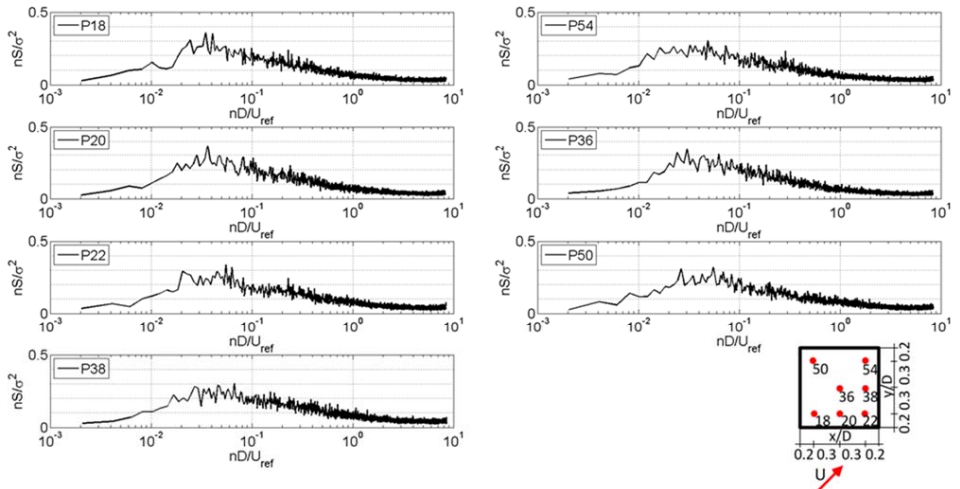 0.5
P18
nS/σ²
0
10⁻³ 10⁻² 10⁻¹ 10⁰ 10¹
nD/U_ref
0.5
P54
nS/σ²
0
10⁻³ 10⁻² 10⁻¹ 10⁰ 10¹
nD/U_ref
0.5
P20
nS/σ²
0
10⁻³ 10⁻² 10⁻¹ 10⁰ 10¹
nD/U_ref
0.5
P36
nS/σ²
0
10⁻³ 10⁻² 10⁻¹ 10⁰ 10¹
nD/U_ref
0.5
P22
nS/σ²
0
10⁻³ 10⁻² 10⁻¹ 10⁰ 10¹
nD/U_ref
0.5
P50
nS/σ²
0
10⁻³ 10⁻² 10⁻¹ 10⁰ 10¹
nD/U_ref
0.5
P38
nS/σ²
0
10⁻³ 10⁻² 10⁻¹ 10⁰ 10¹
nD/U_ref
50 54
36 38
18 20 22
x/D
0.2 0.3 0.3 0.2
y/D
0.2 0.3 0.3 0.2
U